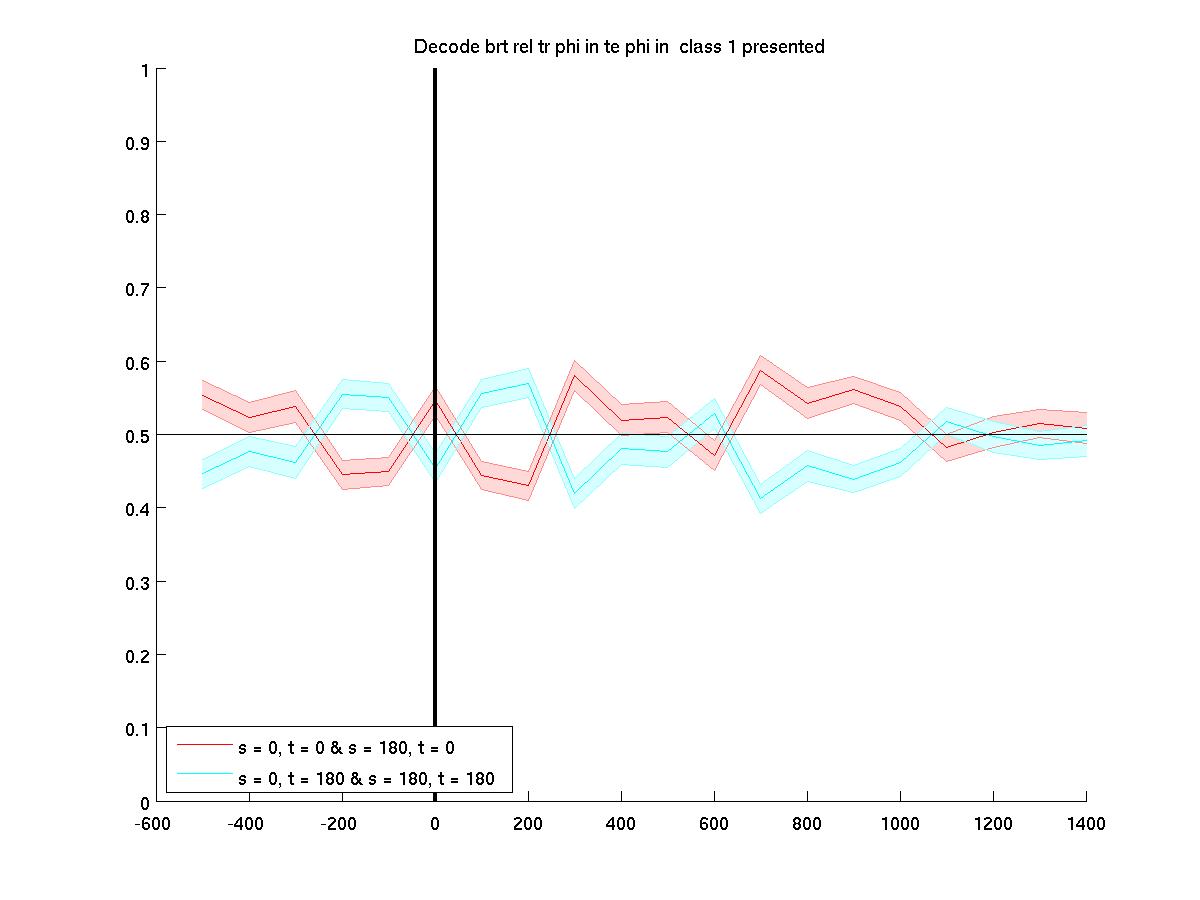 Decode brt rel tr phi in te phi in  class 1 presented
1
0.9
0.8
0.7
0.6
0.5
0.4
0.3
0.2
0.1
0
s = 0, t = 0 & s = 180, t = 0
s = 0, t = 180 & s = 180, t = 180
-600 -400 -200 0 200 400 600 800 1000 1200 1400